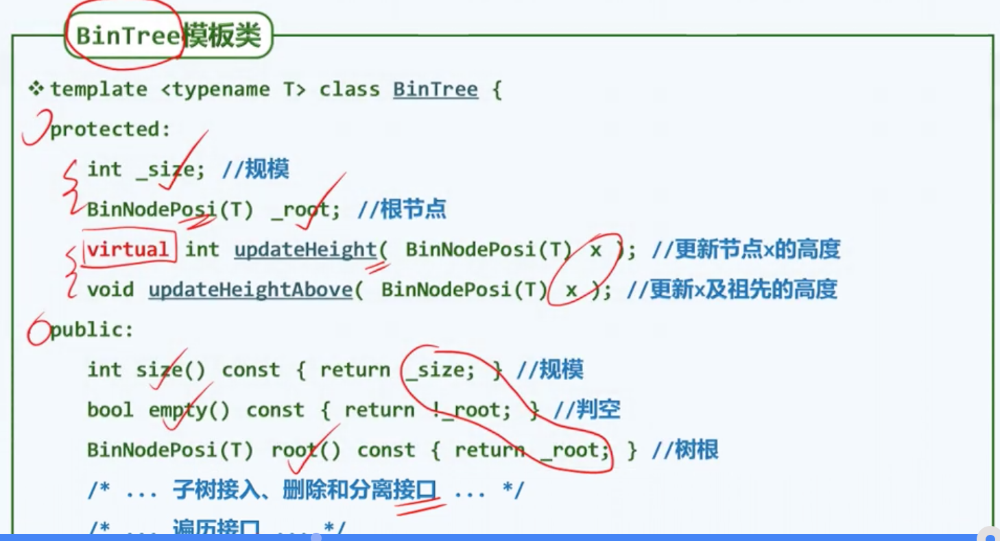 BinTree模板类
❖ template <typename T> class BinTree {
protected:
int _size; //规模
BinNodePosi(T) _root; //根节点
virtual int updateHeight( BinNodePosi(T) x ); //更新节点x的高度
void updateHeightAbove( BinNodePosi(T) x ); //更新x及祖先的高度
public:
int size() const { return _size; } //规模
bool empty() const { return !_root; } //判空
BinNodePosi(T) root() const { return _root; } //树根
/* ... 子树接入、删除和分离接口 ... */
/* ... 遍历接口 ... */